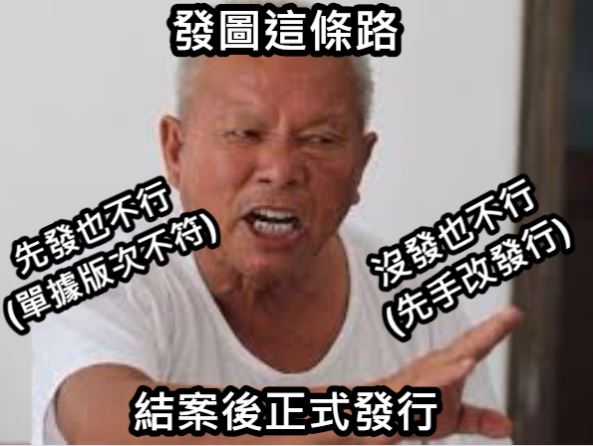 發圖這條路
先發也不行
(單據版次不符)
沒發也不行
(先手改發行)
結案後正式發行